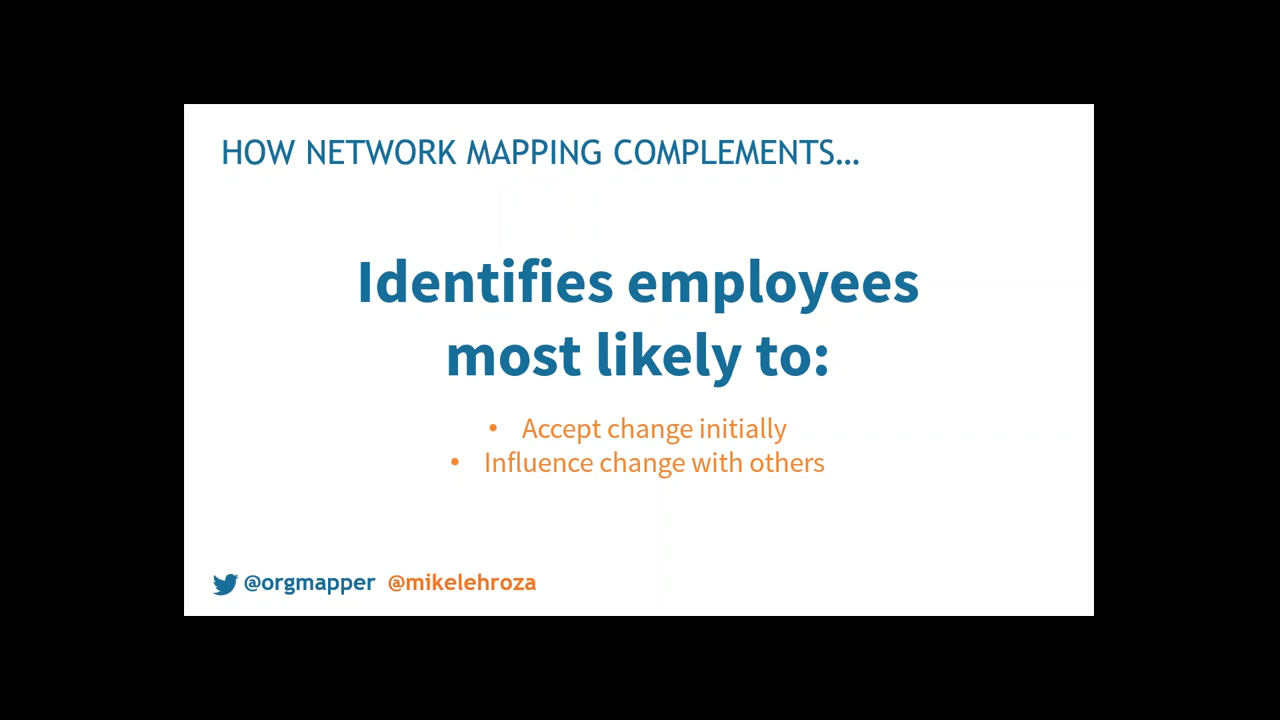 HOW NETWORK MAPPING COMPLEMENTS...
Identifies employees
most likely to:
• Accept change initially
• Influence change with others
@orgmapper @mikelehroza